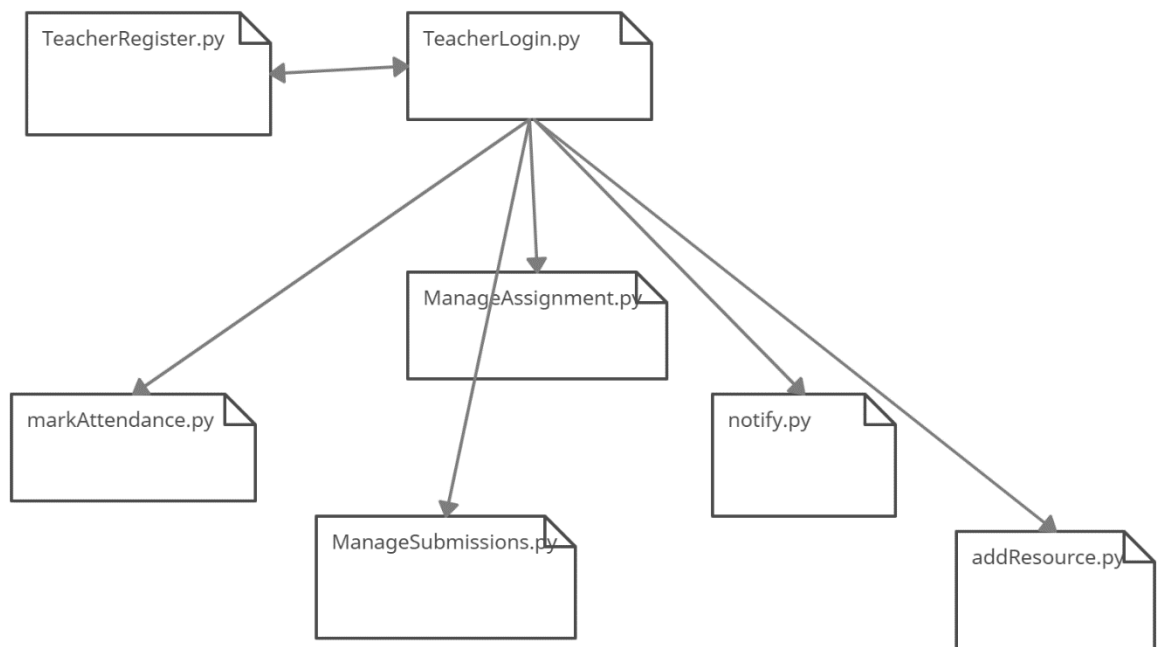 TeacherRegister.py
TeacherLogin.py
ManageAssignment.py
markAttendance.py
notify.py
ManageSubmissions.py
addResource.py